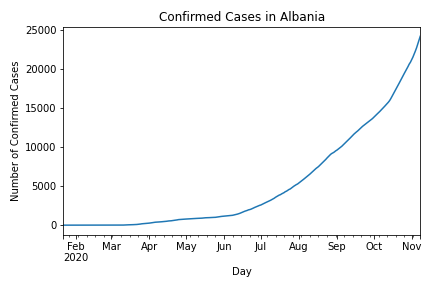 Confirmed Cases in Albania
Number of Confirmed Cases
25000
20000
15000
10000
5000
0
Feb Mar Apr May Jun Jul Aug Sep Oct Nov
2020
Day